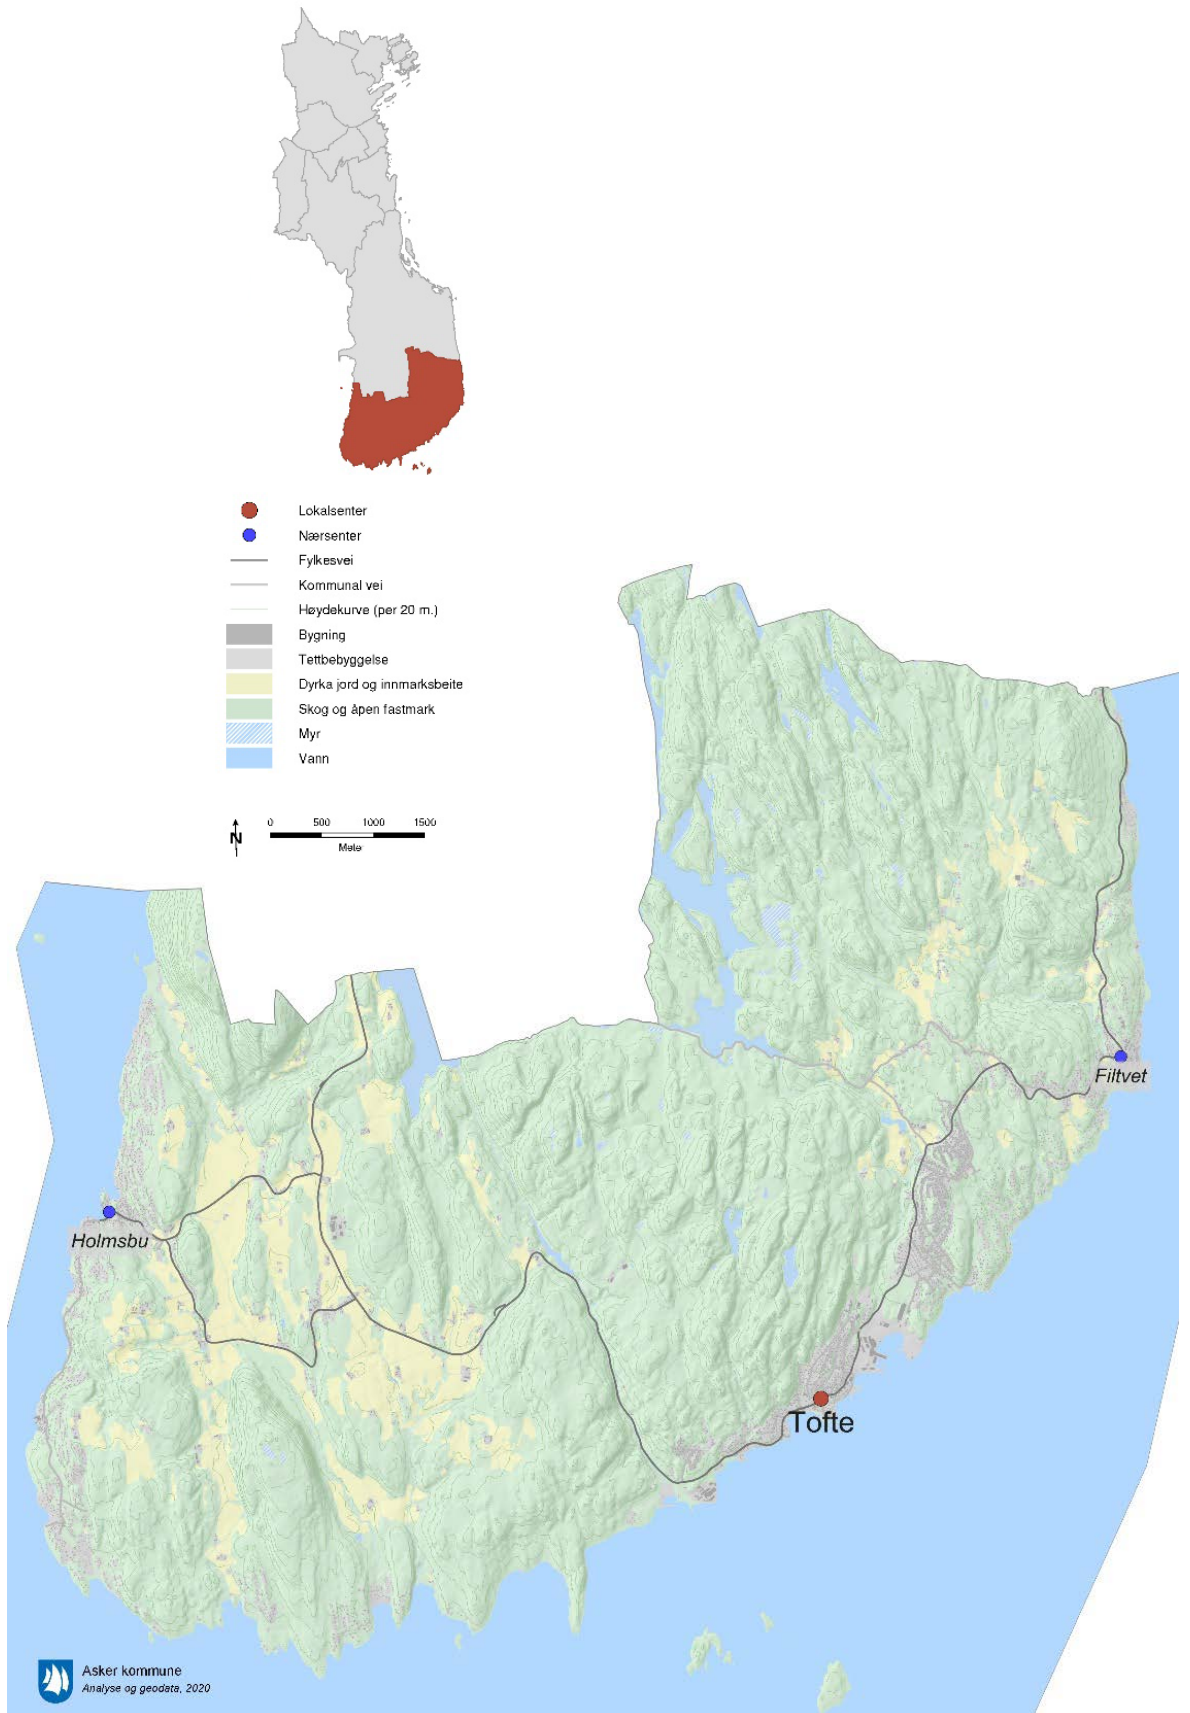 Lokalsenter
Nærsenter
Fylkesvei
Kommunal vei
Høydekurve (per 20 m.)
Bygning
Tettbebyggelse
Dyrka jord og innmarksbeite
Skog og åpen fastmark
Myr
Vann
N
0 500 1000 1500
Meter
Filtvet
Holmsbu
Tofte
Asker kommune
Analyse og geodata, 2020